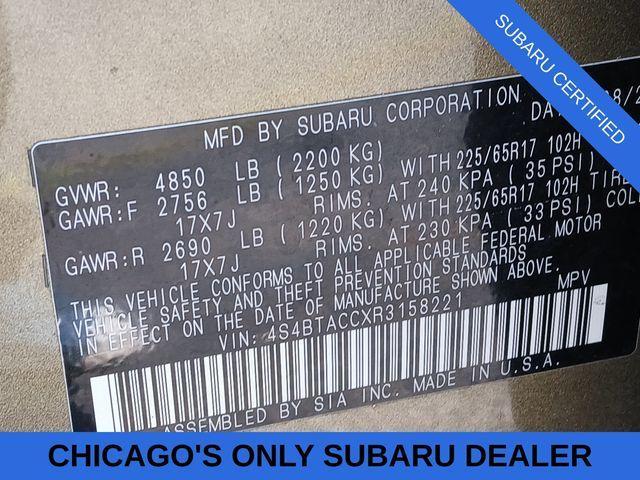 SUBARU CERTIFIED
MFD BY SUBARU CORPORATION
GVWR: 4850 LB (2200 KG)
GAWR:F 2756 LB (1250 KG) WITH 225/65R17 102H
17X7J RIMS. AT 240 KPA (35 PSI)
GAWR:R 2690 LB (1220 KG) WITH 225/65R17 102H
17X7J RIMS. AT 230 KPA (33 PSI)
THIS VEHICLE CONFORMS TO ALL APPLICABLE FEDERAL MOTOR
VEHICLE SAFETY AND THEFT PREVENTION STANDARDS
IN EFFECT ON THE DATE OF MANUFACTURE SHOWN ABOVE.
VIN: 4S4BTACCXR3158221 MPV
ASSEMBLED BY SIA INC. MADE IN U.S.A.
CHICAGO'S ONLY SUBARU DEALER